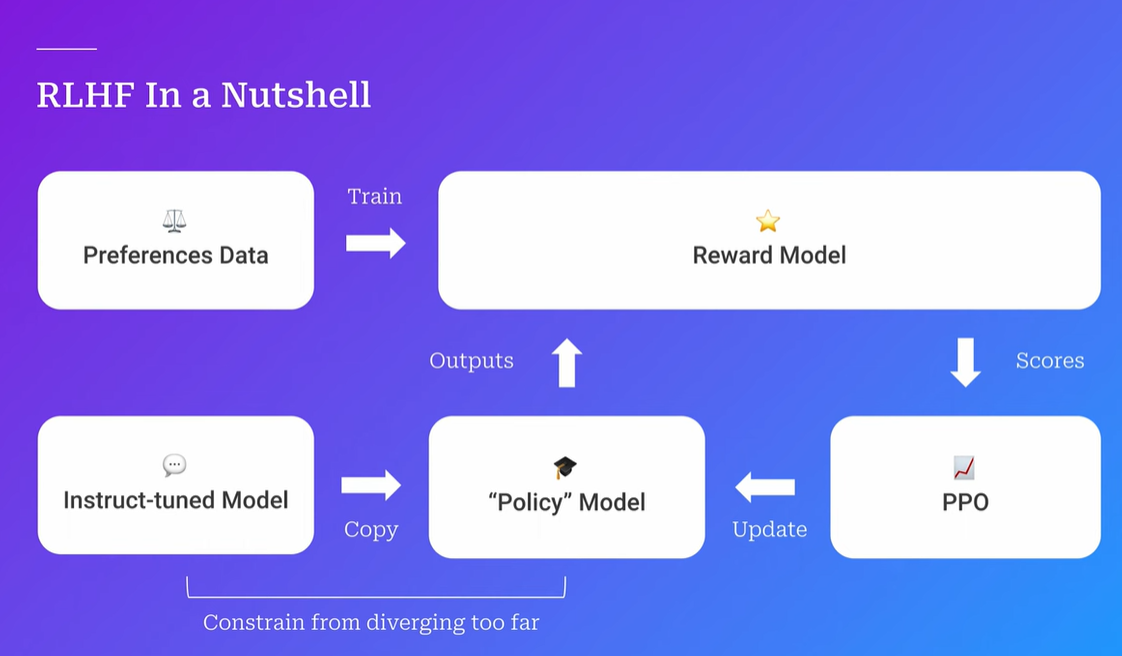 RLHF In a Nutshell
Preferences Data
Train
Reward Model
Outputs
Scores
Instruct-tuned Model
Copy
“Policy” Model
Update
PPO
Constrain from diverging too far